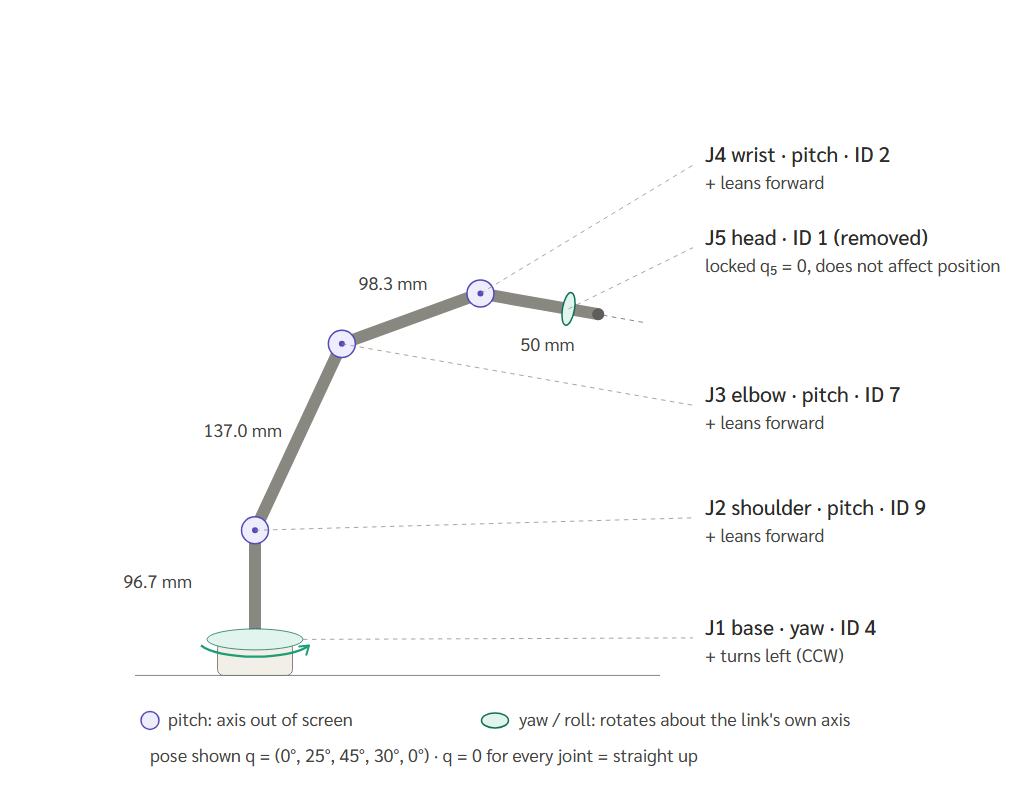 J4 wrist · pitch · ID 2
+ leans forward
J5 head · ID 1 (removed)
locked q₅ = 0, does not affect position
98.3 mm
50 mm
J3 elbow · pitch · ID 7
+ leans forward
137.0 mm
J2 shoulder · pitch · ID 9
+ leans forward
96.7 mm
J1 base · yaw · ID 4
+ turns left (CCW)
pitch: axis out of screen
yaw / roll: rotates about the link's own axis
pose shown q = (0°, 25°, 45°, 30°, 0°) · q = 0 for every joint = straight up